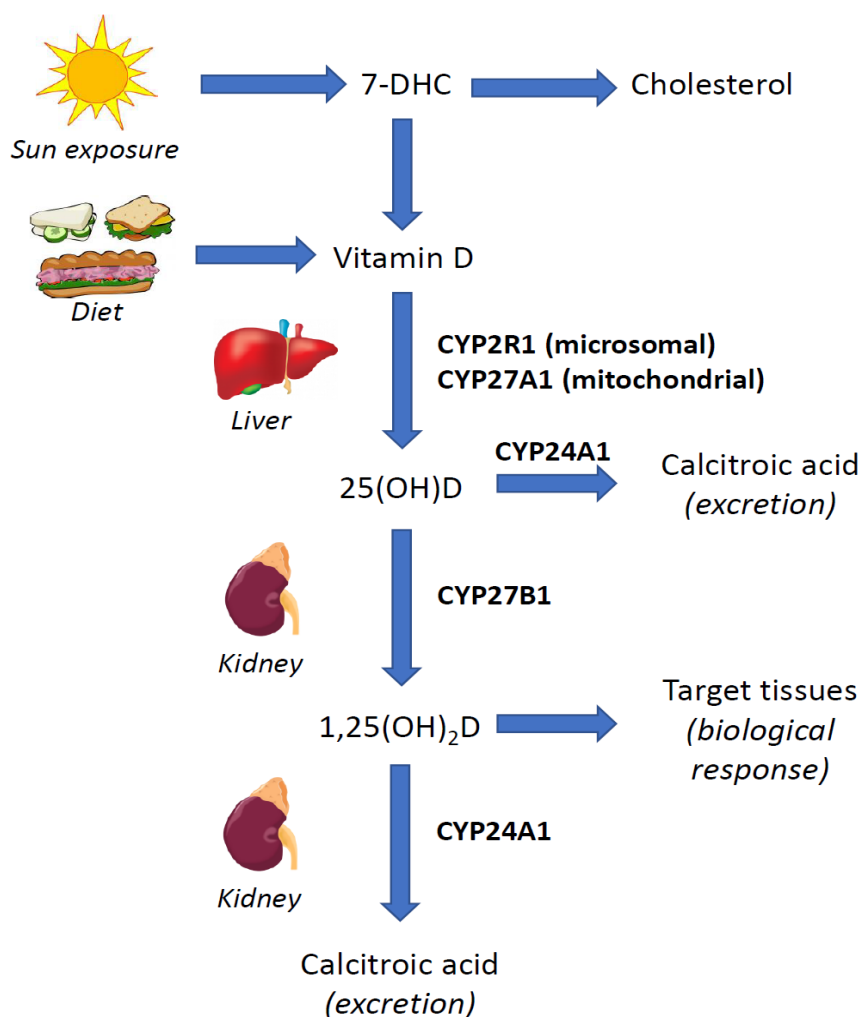 7-DHC
Cholesterol
Sun exposure
Vitamin D
Diet
CYP2R1 (microsomal)
CYP27A1 (mitochondrial)
Liver
CYP24A1
25(OH)D
Calcitroic acid
(excretion)
CYP27B1
Kidney
1,25(OH)₂D
Target tissues
(biological
response)
CYP24A1
Kidney
Calcitroic acid
(excretion)